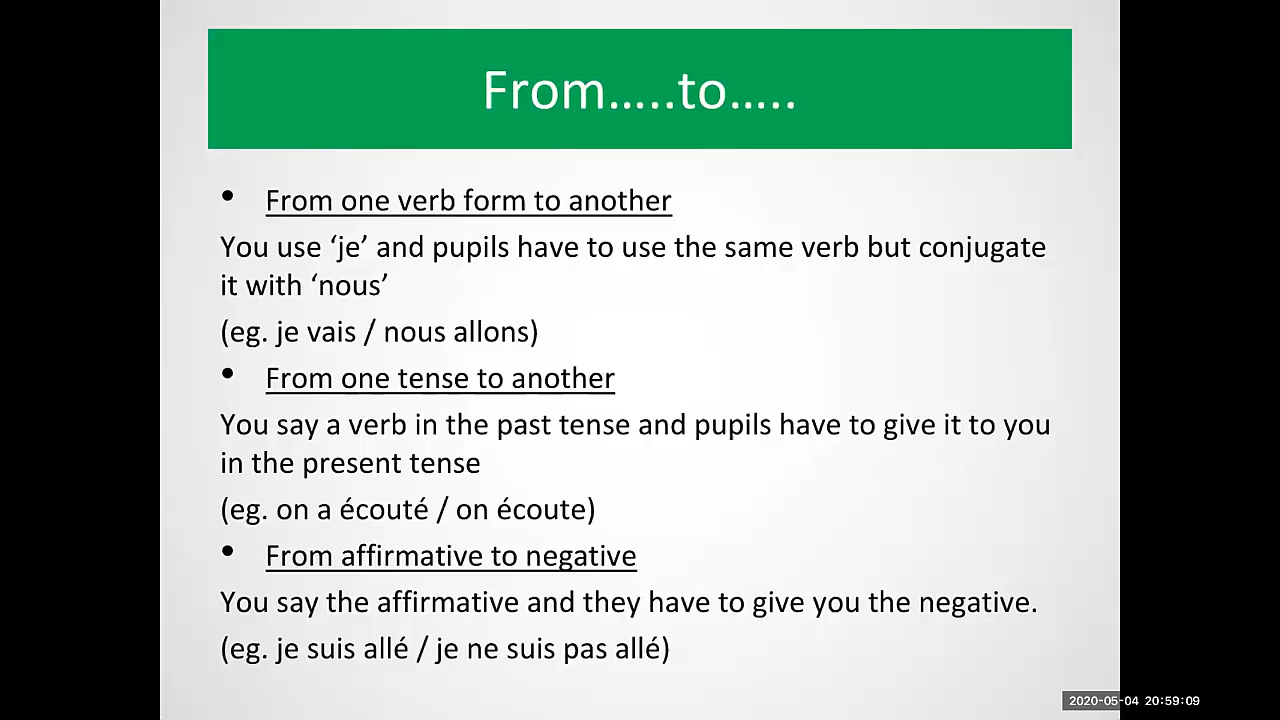 From.....to.....
• From one verb form to another
You use ‘je’ and pupils have to use the same verb but conjugate
it with ‘nous’
(eg. je vais / nous allons)
• From one tense to another
You say a verb in the past tense and pupils have to give it to you
in the present tense
(eg. on a écouté / on écoute)
• From affirmative to negative
You say the affirmative and they have to give you the negative.
(eg. je suis allé / je ne suis pas allé)
2020-05-04 20:59:09